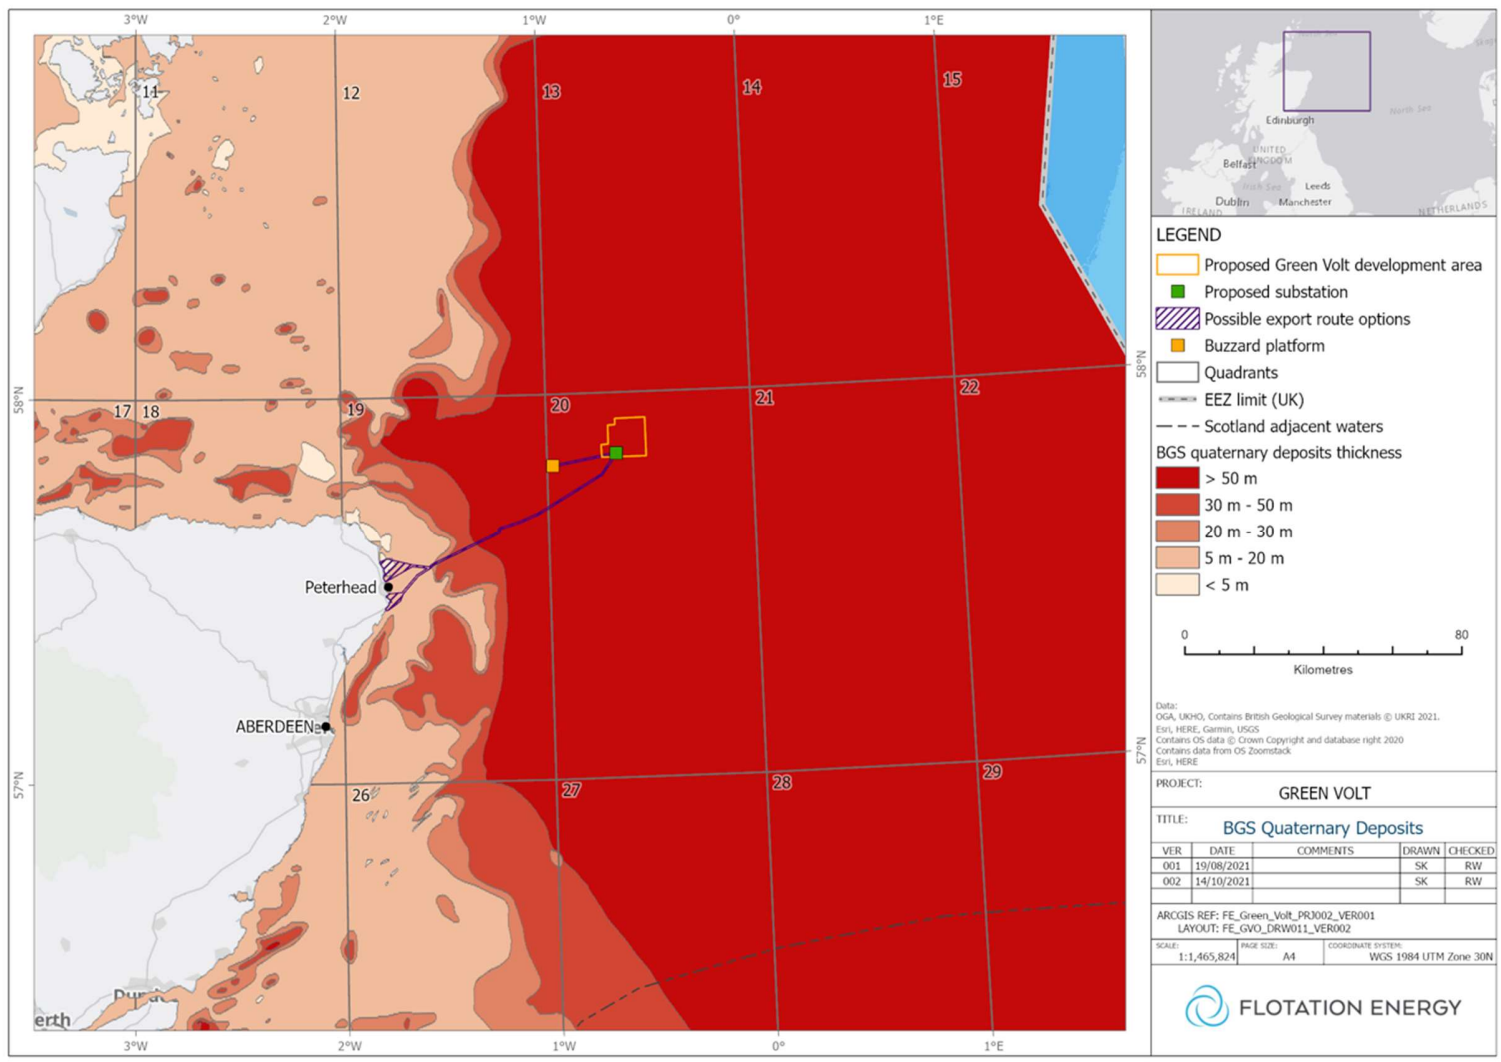 3°W 2°W 1°W 0° 1°E
11 12 13 14 15
58°N 58°N
17 18 19 20 21 22
Peterhead
ABERDEEN
57°N 57°N
26 27 28 29
erth
3°W 2°W 1°W 0° 1°E
North Sea
Edinburgh
UNITED
KINGDOM
Belfast
Irish Sea
Leeds
Dublin
Manchester
IRELAND
NETHERLANDS
LEGEND
Proposed Green Volt development area
Proposed substation
Possible export route options
Buzzard platform
Quadrants
EEZ limit (UK)
Scotland adjacent waters
BGS quaternary deposits thickness
> 50 m
30 m - 50 m
20 m - 30 m
5 m - 20 m
< 5 m
0 80
Kilometres
Data:
OGA, UKHO, Contains British Geological Survey materials © UKRI 2021.
Esri, HERE, Garmin, USGS
Contains OS data © Crown Copyright and database right 2020
Contains data from OS Zoomstack
Esri, HERE
PROJECT:
GREEN VOLT
TITLE:
BGS Quaternary Deposits
VER DATE COMMENTS DRAWN CHECKED
001 19/08/2021 SK RW
002 14/10/2021 SK RW
ARCGIS REF: FE_Green_Volt_PRJ002_VER001
LAYOUT: FE_GVO_DRW011_VER002
SCALE: PAGE SIZE: COORDINATE SYSTEM:
1:1,465,824 A4 WGS 1984 UTM Zone 30N
FLOTATION ENERGY